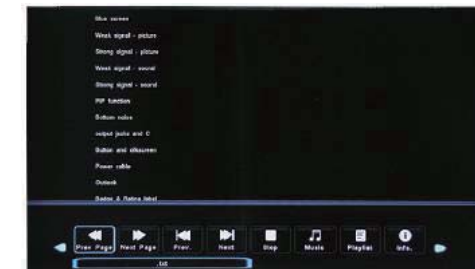 Blue screen
Weak signal - picture
Strong signal - picture
Weak signal - sound
Strong signal - sound
PIP function
Bottom noise
output jacks and C
Button and silkscreen
Power cable
Outlook
Badge & Rating label
Prev. Page Next Page Prev. Next Stop Music Playlist Info.
.txt